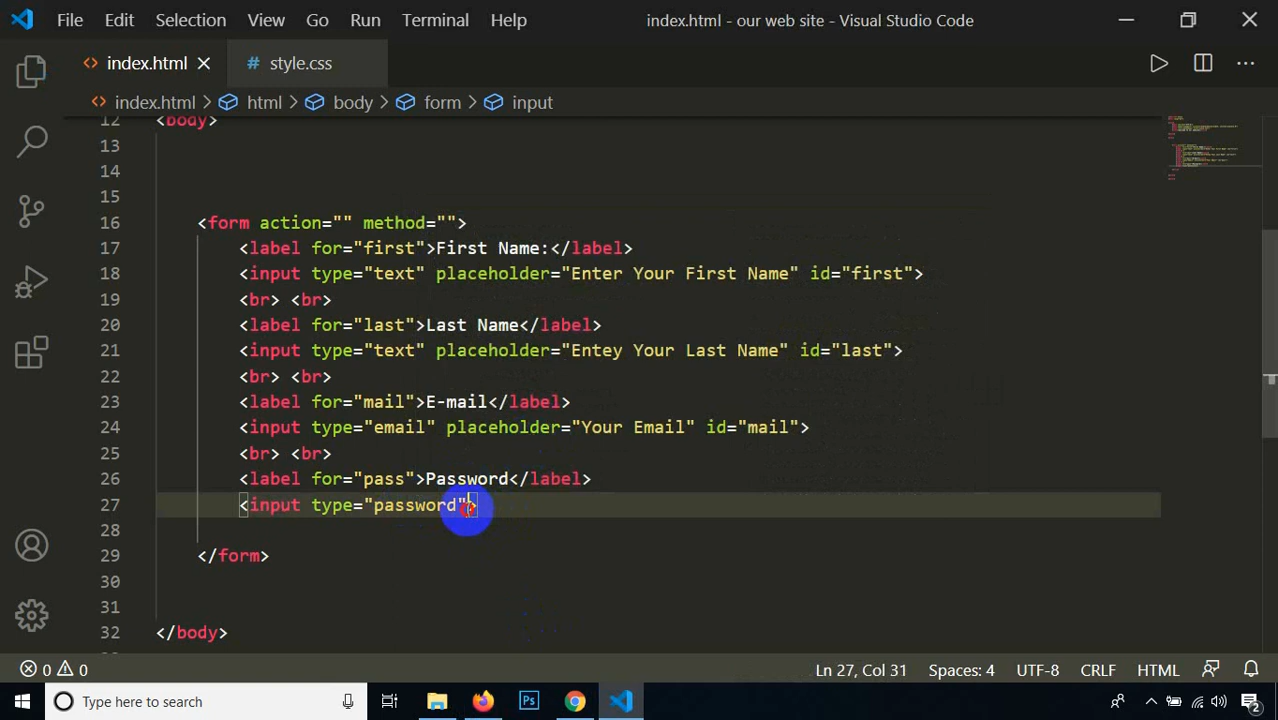 File Edit Selection View Go Run Terminal Help index.html - our web site - Visual Studio Code
index.html style.css
index.html > html > body > form > input
12 <body>
13
14
15
16 <form action="" method="">
17 <label for="first">First Name:</label>
18 <input type="text" placeholder="Enter Your First Name" id="first">
19 <br> <br>
20 <label for="last">Last Name</label>
21 <input type="text" placeholder="Entey Your Last Name" id="last">
22 <br> <br>
23 <label for="mail">E-mail</label>
24 <input type="email" placeholder="Your Email" id="mail">
25 <br> <br>
26 <label for="pass">Password</label>
27 <input type="password">
28
29 </form>
30
31
32 </body>
0 0 Ln 27, Col 31 Spaces: 4 UTF-8 CRLF HTML
Type here to search Ps 2